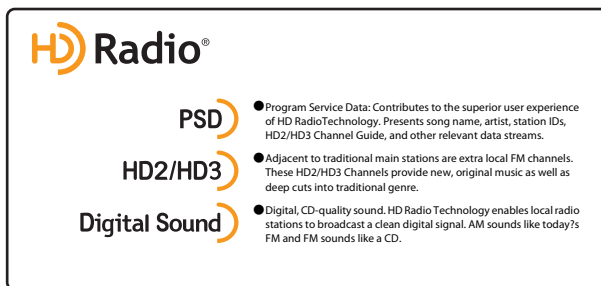 HD Radio®
PSD
●Program Service Data: Contributes to the superior user experience
of HD RadioTechnology. Presents song name, artist, station IDs,
HD2/HD3 Channel Guide, and other relevant data streams.
HD2/HD3
●Adjacent to traditional main stations are extra local FM channels.
These HD2/HD3 Channels provide new, original music as well as
deep cuts into traditional genre.
Digital Sound
●Digital, CD-quality sound. HD Radio Technology enables local radio
stations to broadcast a clean digital signal. AM sounds like today?s
FM and FM sounds like a CD.